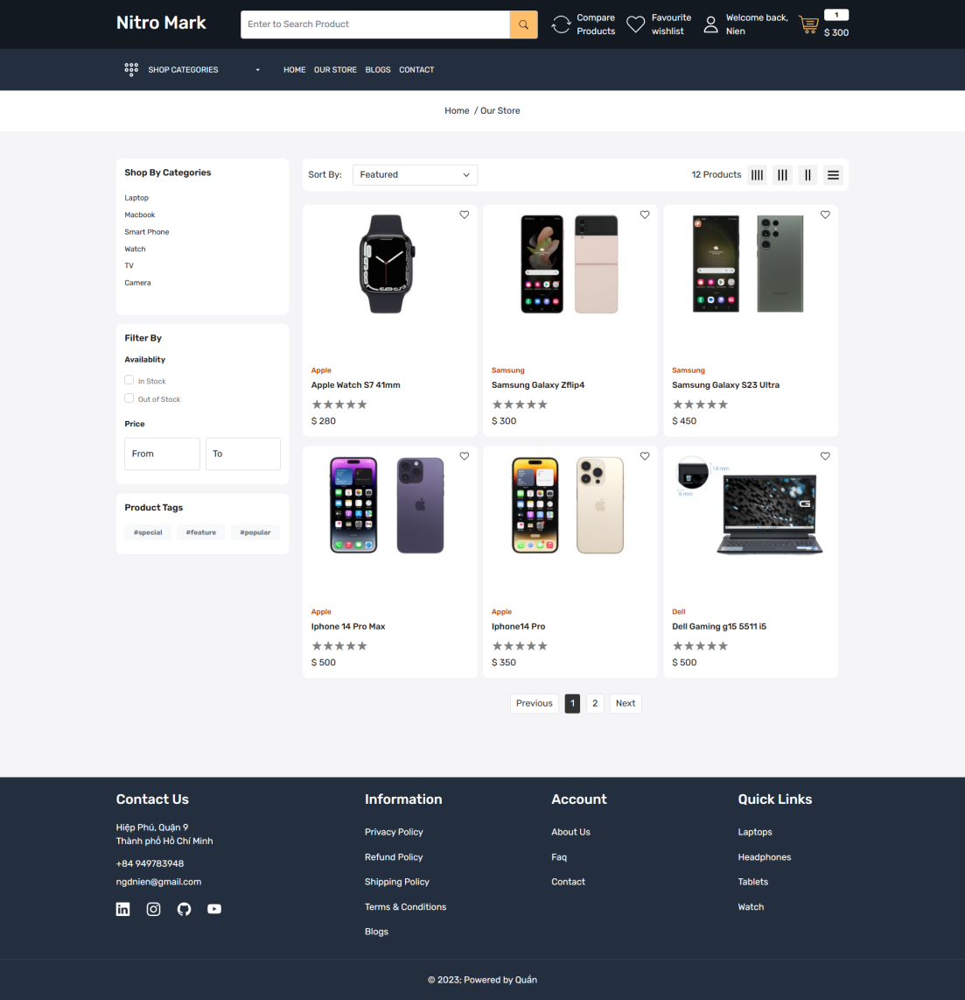 Nitro Mark
Enter to Search Product
Compare
Products
Favourite
wishlist
Welcome back,
Nien
1
$ 300
SHOP CATEGORIES
HOME
OUR STORE
BLOGS
CONTACT
Home / Our Store
Shop By Categories
Laptop
Macbook
Smart Phone
Watch
TV
Camera
Filter By
Availablity
In Stock
Out of Stock
Price
From
To
Product Tags
#special
#feature
#popular
Sort By:
Featured
12 Products
Apple
Apple Watch S7 41mm
★★★★★
$ 280
Samsung
Samsung Galaxy Zflip4
★★★★★
$ 300
Samsung
Samsung Galaxy S23 Ultra
★★★★★
$ 450
Apple
Iphone 14 Pro Max
★★★★★
$ 500
Apple
Iphone14 Pro
★★★★★
$ 350
14 mm
6 mm
G
Dell
Dell Gaming g15 5511 i5
★★★★★
$ 500
Previous
1
2
Next
Contact Us
Hiệp Phú, Quận 9
Thành phố Hồ Chí Minh
+84 949783948
ngdnien@gmail.com
Information
Privacy Policy
Refund Policy
Shipping Policy
Terms & Conditions
Blogs
Account
About Us
Faq
Contact
Quick Links
Laptops
Headphones
Tablets
Watch
© 2023; Powered by Quấn